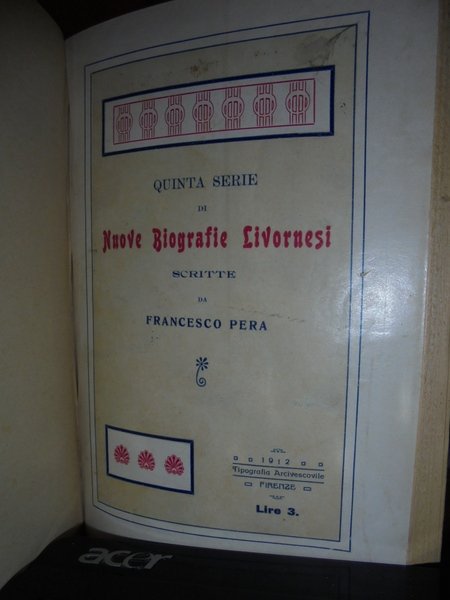 QUINTA SERIE
DI
Nuove Biografie Livornesi
SCRITTE
DA
FRANCESCO PERA
1912
Tipografia Arcivescovile
FIRENZE
Lire 3.
acer